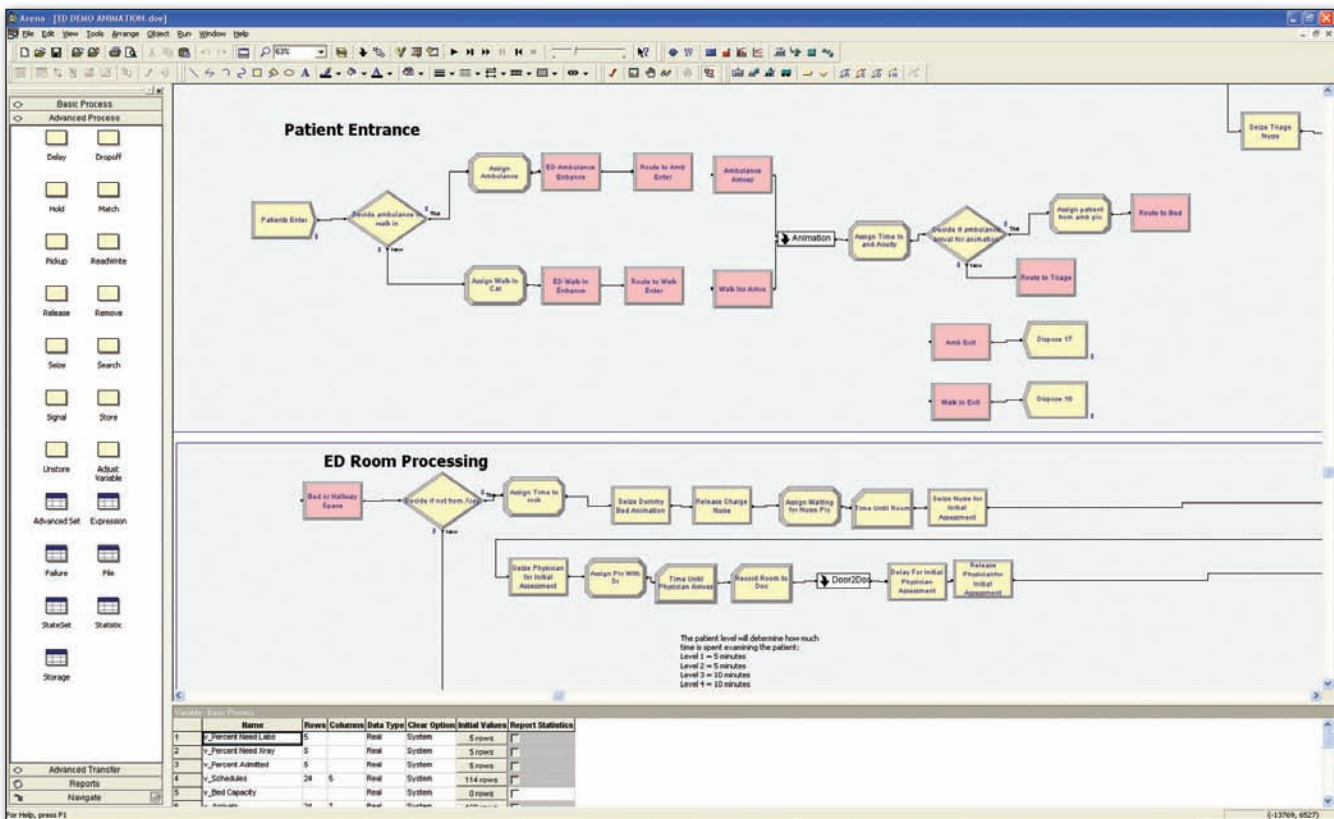 Arena - [ED DEMO ANIMATION.doe]
File Edit View Tools Arrange Object Run Window Help
63%
Basic Process
Advanced Process
Delay Dropoff
Hold Match
Pickup ReadWrite
Release Remove
Seize Search
Signal Store
Unstore Adjust Variable
Advanced Set Expression
Failure File
StateSet Statistic
Storage
Advanced Transfer
Reports
Navigate
Patient Entrance
Seize Triage
Nurse
Patients Enter
Decide ambulance or
walk in
True
False
Assign
Ambulance
ED Ambulance
Entrance
Route to Amb
Enter
Ambulance
Arrives
Assign Walk In
Car
ED Walk In
Entrance
Route to Walk
Enter
Walk Ins Arrive
Animation
Assign Time In
and Acuity
Decide if ambulance
arrival for animation
True
False
Assign patient
from amb pic
Route to Bed
Route to Triage
Amb Exit
Dispose 17
Walk in Exit
Dispose 18
ED Room Processing
Bed or Hallway
Space
Decide if not from Xray
True
False
Assign Time to
Seize Dummy
Bed Animation
Release Charge
Nurse
Assign Waiting
for Nurse Pic
Time Until Room
Seize Nurse for
Initial
Assessment
Seize Physician
for Initial
Assessment
Assign Pic With
Dr
Time Until
Physician Arrives
Record Room to
Doc
Door2Doc
Delay For Initial
Physician
Assessment
Release
Physician for
Initial
Assessment
The patient level will determine how much
time is spent examining the patient:
Level 1 = 5 minutes
Level 2 = 5 minutes
Level 3 = 10 minutes
Level 4 = 10 minutes
Variable - Basic Process
Name Rows Columns Data Type Clear Option Initial Values Report Statistics
1 v_Percent Need Labs 5 Real System 5 rows
2 v_Percent Need Xray 5 Real System 5 rows
3 v_Percent Admitted 5 Real System 5 rows
4 v_Schedules 24 6 Real System 114 rows
5 v_Bed Capacity Real System 0 rows
For Help, press F1
(-13769, 6527)